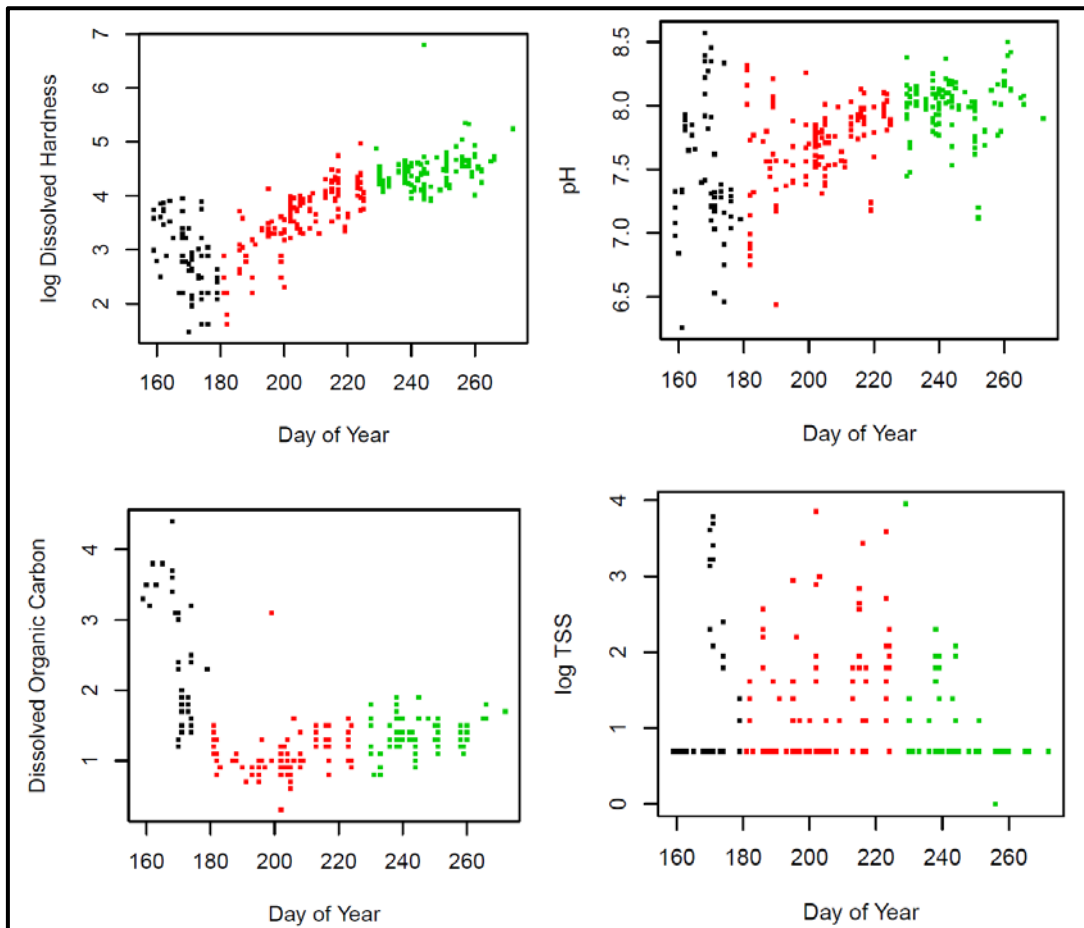 log Dissolved Hardness
7
6
5
4
3
2
160 180 200 220 240 260
Day of Year
pH
8.5
8.0
7.5
7.0
6.5
160 180 200 220 240 260
Day of Year
Dissolved Organic Carbon
4
3
2
1
160 180 200 220 240 260
Day of Year
log TSS
4
3
2
1
0
160 180 200 220 240 260
Day of Year